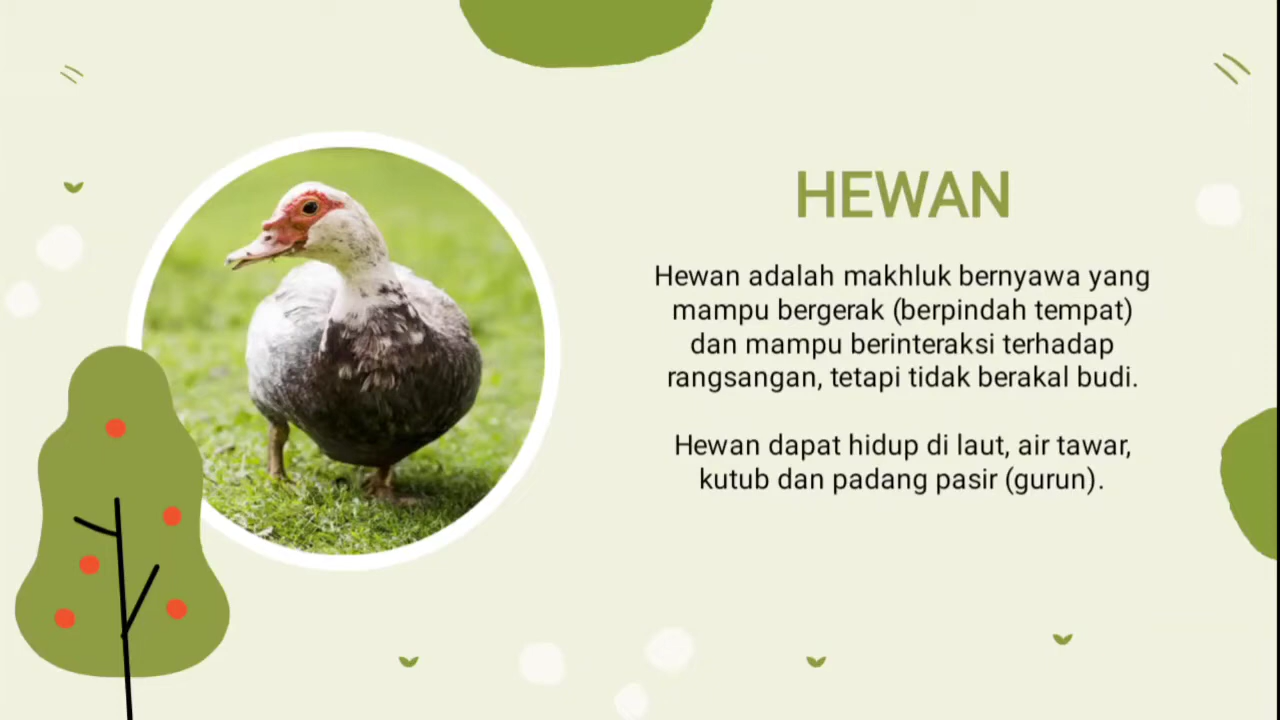 HEWAN
Hewan adalah makhluk bernyawa yang
mampu bergerak (berpindah tempat)
dan mampu berinteraksi terhadap
rangsangan, tetapi tidak berakal budi.
Hewan dapat hidup di laut, air tawar,
kutub dan padang pasir (gurun).